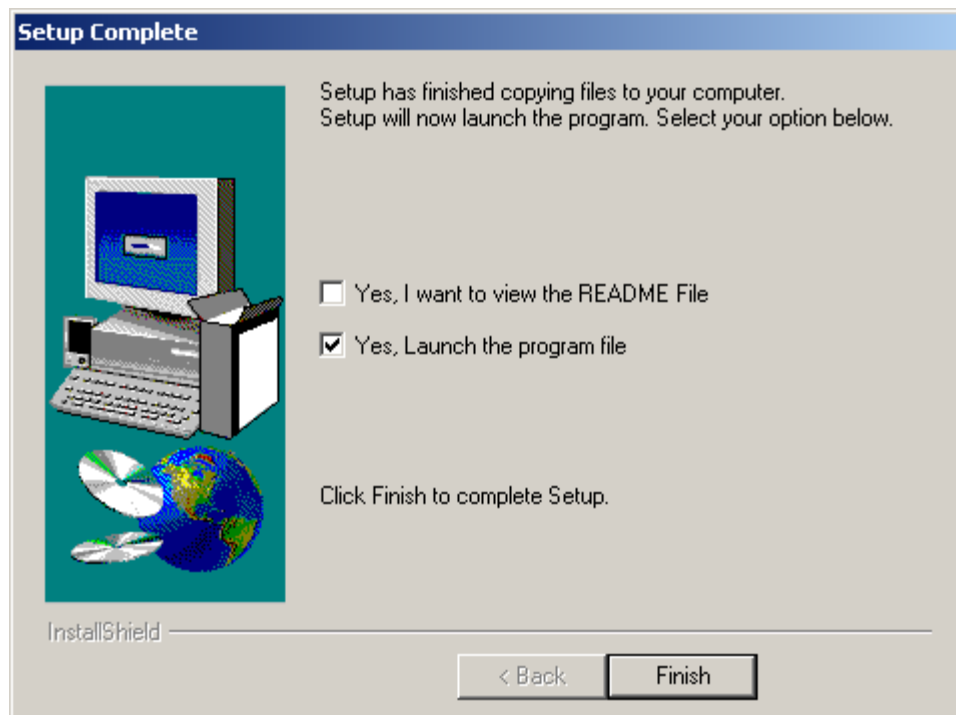 Setup Complete
Setup has finished copying files to your computer.
Setup will now launch the program. Select your option below.
Yes, I want to view the README File
Yes, Launch the program file
Click Finish to complete Setup.
InstallShield
< Back
Finish